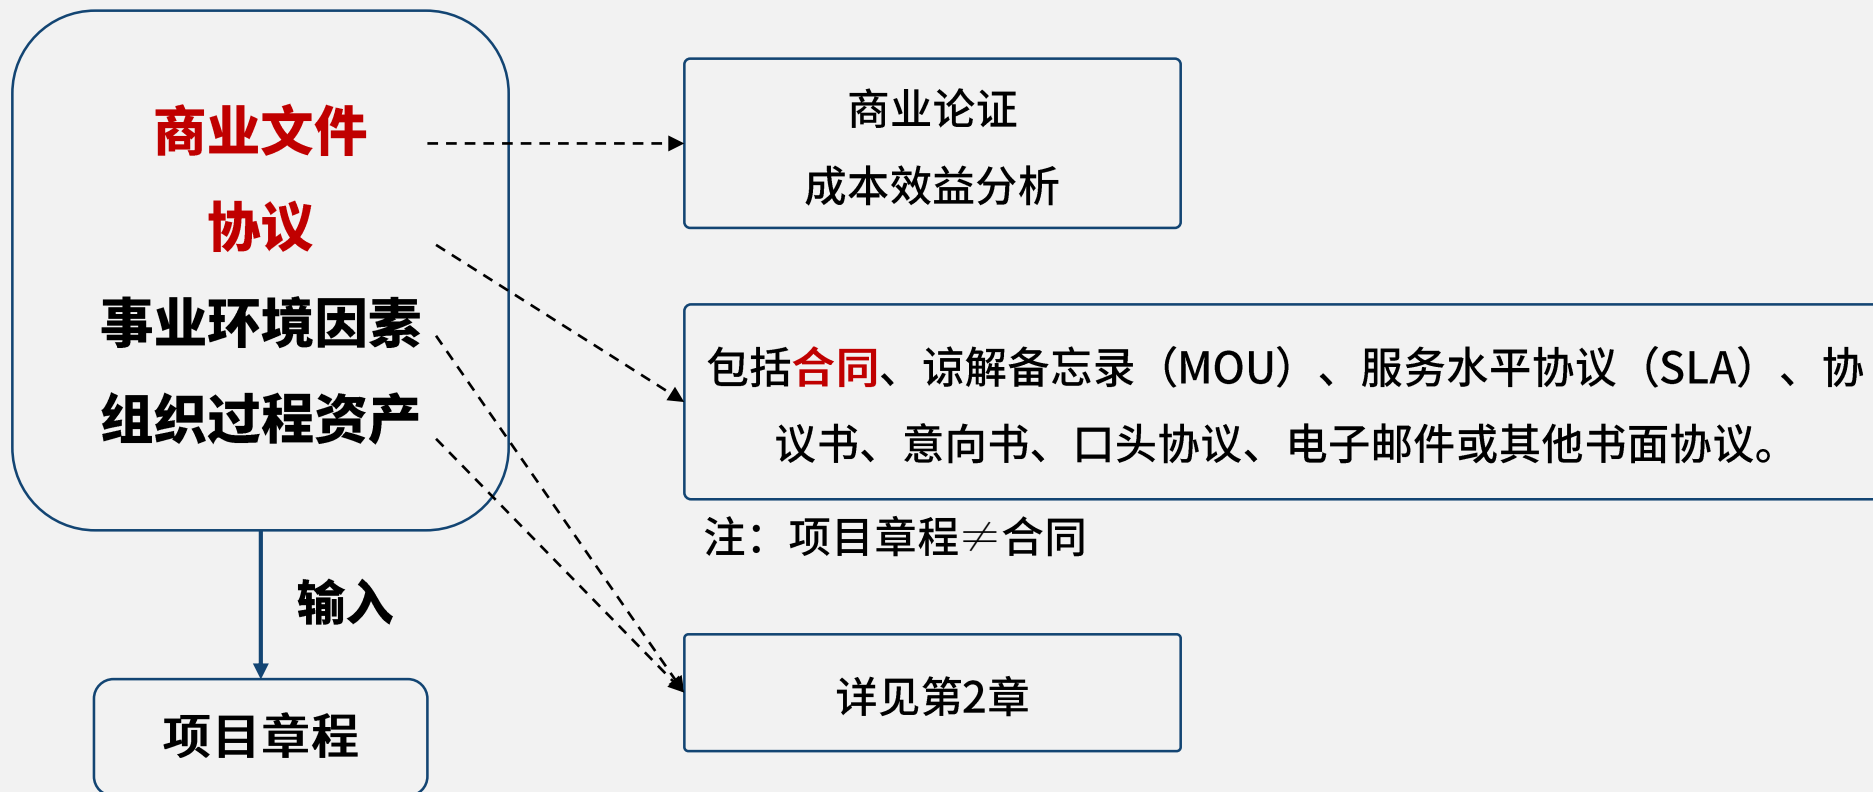 商业文件
协议
事业环境因素
组织过程资产
输入
项目章程
商业论证
成本效益分析
包括合同、谅解备忘录（MOU）、服务水平协议（SLA）、协
议书、意向书、口头协议、电子邮件或其他书面协议。
注：项目章程≠合同
详见第2章